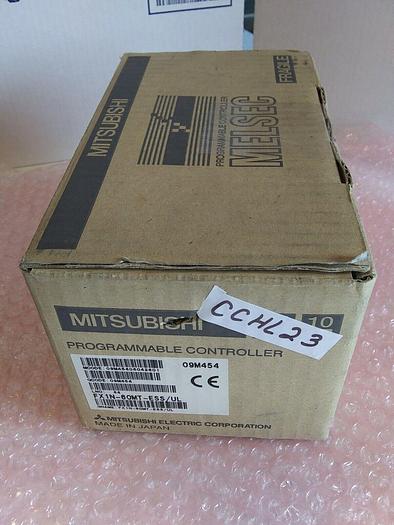 MITSUBISHI
PROGRAMMABLE CONTROLLER
MELSEC
FRAGILE
MITSUBISHI
10
CCHL23
PROGRAMMABLE CONTROLLER
09M454
CE
FX1N-60MT-ESS/UL
MITSUBISHI ELECTRIC CORPORATION
MADE IN JAPAN